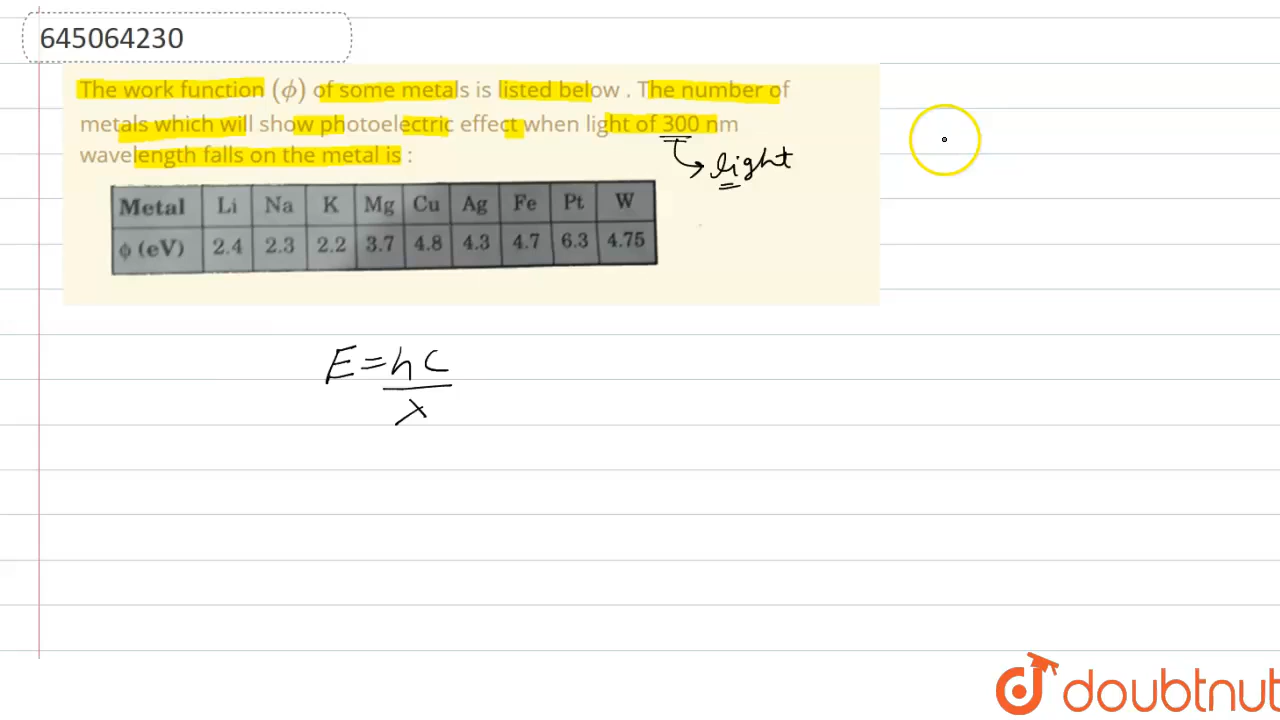 645064230
The work function (ϕ) of some metals is listed below . The number of
metals which will show photoelectric effect when light of 300 nm
wavelength falls on the metal is :
light
Metal Li Na K Mg Cu Ag Fe Pt W
ϕ (eV) 2.4 2.3 2.2 3.7 4.8 4.3 4.7 6.3 4.75
E = hc
λ
doubtnut